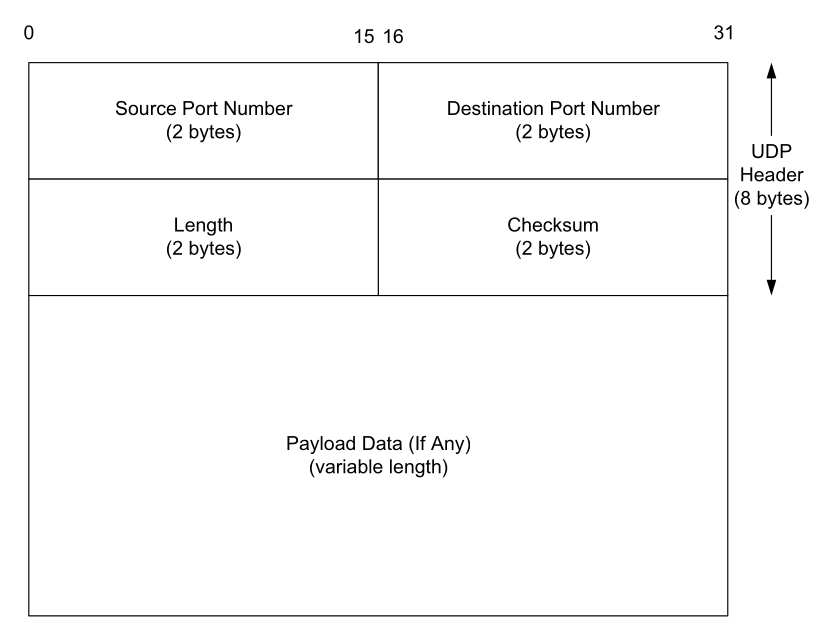 0
15 16
31
Source Port Number
(2 bytes)
Destination Port Number
(2 bytes)
UDP
Header
(8 bytes)
Length
(2 bytes)
Checksum
(2 bytes)
Payload Data (If Any)
(variable length)